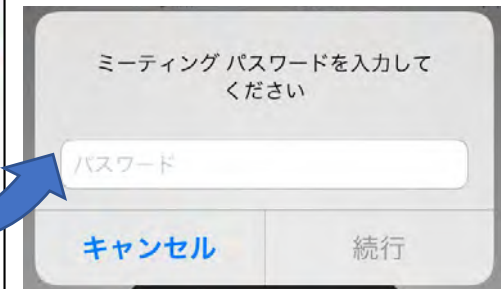 ミーティング パスワードを入力して
ください
パスワード
キャンセル
続行